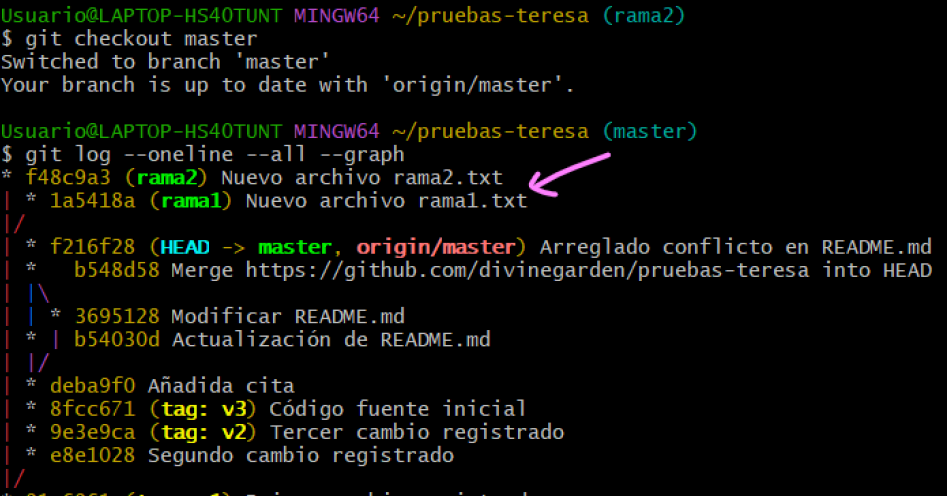 Usuario@LAPTOP-HS40TUNT MINGW64 ~/pruebas-teresa (rama2)
$ git checkout master
Switched to branch 'master'
Your branch is up to date with 'origin/master'.

Usuario@LAPTOP-HS40TUNT MINGW64 ~/pruebas-teresa (master)
$ git log --oneline --all --graph
* f48c9a3 (rama2) Nuevo archivo rama2.txt
| * 1a5418a (rama1) Nuevo archivo rama1.txt
|/
| * f216f28 (HEAD -> master, origin/master) Arreglado conflicto en README.md
| *   b548d58 Merge https://github.com/divinegarden/pruebas-teresa into HEAD
| |\
| | * 3695128 Modificar README.md
| * | b54030d Actualización de README.md
| |/
| * deba9f0 Añadida cita
| * 8fcc671 (tag: v3) Código fuente inicial
| * 9e3e9ca (tag: v2) Tercer cambio registrado
| * e8e1028 Segundo cambio registrado
|/